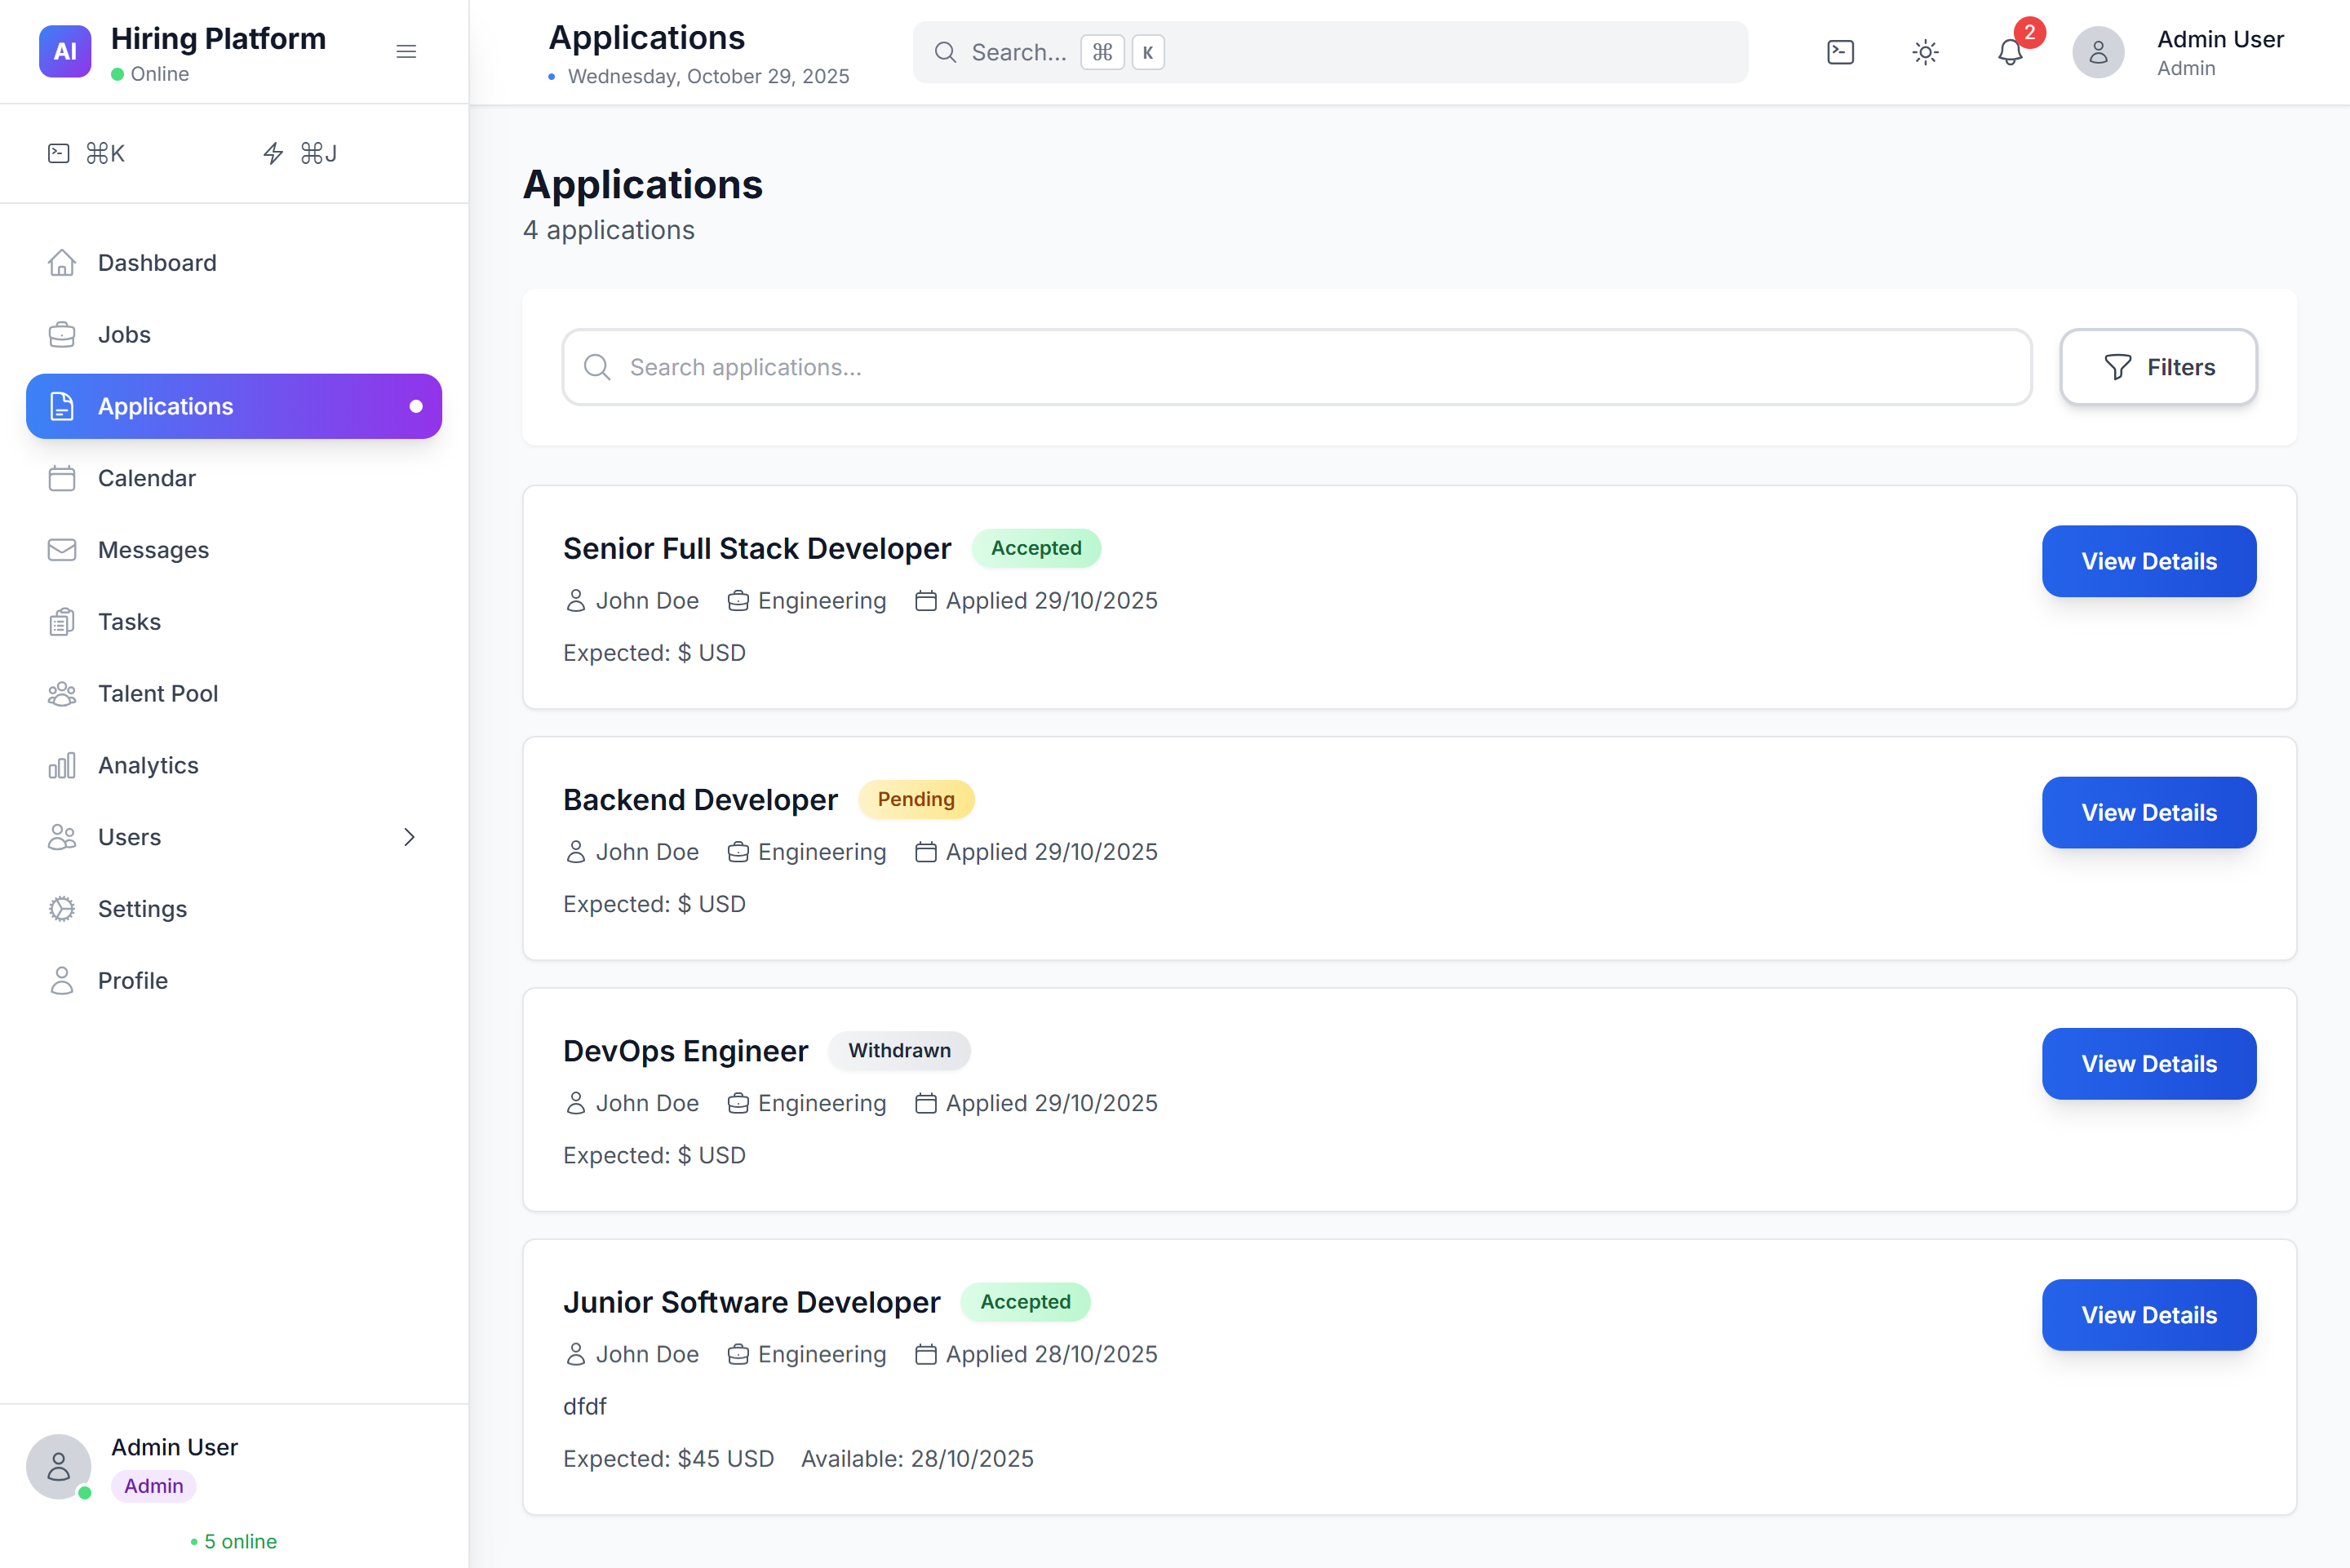 AI
Hiring Platform
Online
⌘K
⌘J
Dashboard
Jobs
Applications
Calendar
Messages
Tasks
Talent Pool
Analytics
Users
Settings
Profile
Admin User
Admin
5 online
Applications
Wednesday, October 29, 2025
Search... ⌘ K
2
Admin User
Admin
Applications
4 applications
Search applications...
Filters
Senior Full Stack Developer Accepted
John Doe Engineering Applied 29/10/2025
Expected: $ USD
View Details
Backend Developer Pending
John Doe Engineering Applied 29/10/2025
Expected: $ USD
View Details
DevOps Engineer Withdrawn
John Doe Engineering Applied 29/10/2025
Expected: $ USD
View Details
Junior Software Developer Accepted
John Doe Engineering Applied 28/10/2025
dfdf
Expected: $45 USD Available: 28/10/2025
View Details